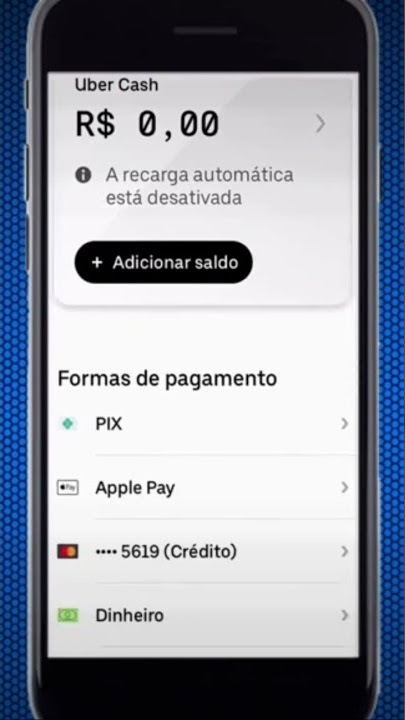 Uber Cash
R$ 0,00
A recarga automática
está desativada
+ Adicionar saldo
Formas de pagamento
PIX
Apple Pay
•••• 5619 (Crédito)
Dinheiro